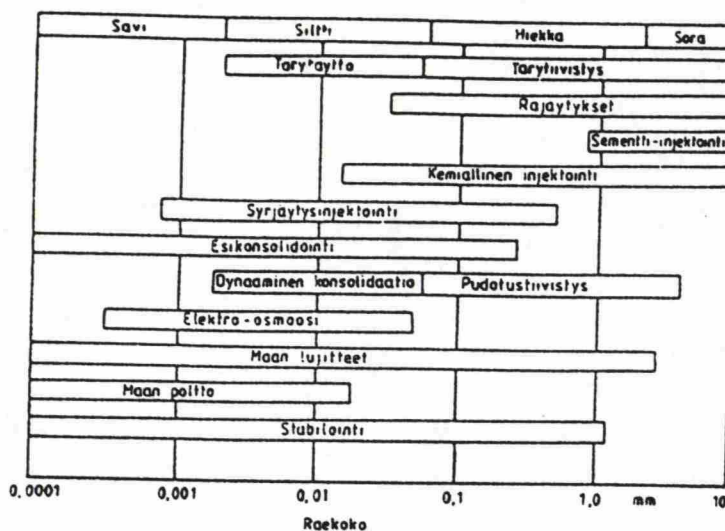 Savi Siltti Hiekka Sora
Tärytäyttö Tärytiivistys
Räjäytykset
Sementti-injektointi
Kemiallinen injektointi
Syrjäytysinjektointi
Esikonsolidointi
Dynaaminen konsolidaatio Pudotustiivistys
Elektro-osmoosi
Maan lujitteet
Maan poltto
Stabilointi
0.0001 0,001 0,01 0,1 1,0 mm 10
Raekoko